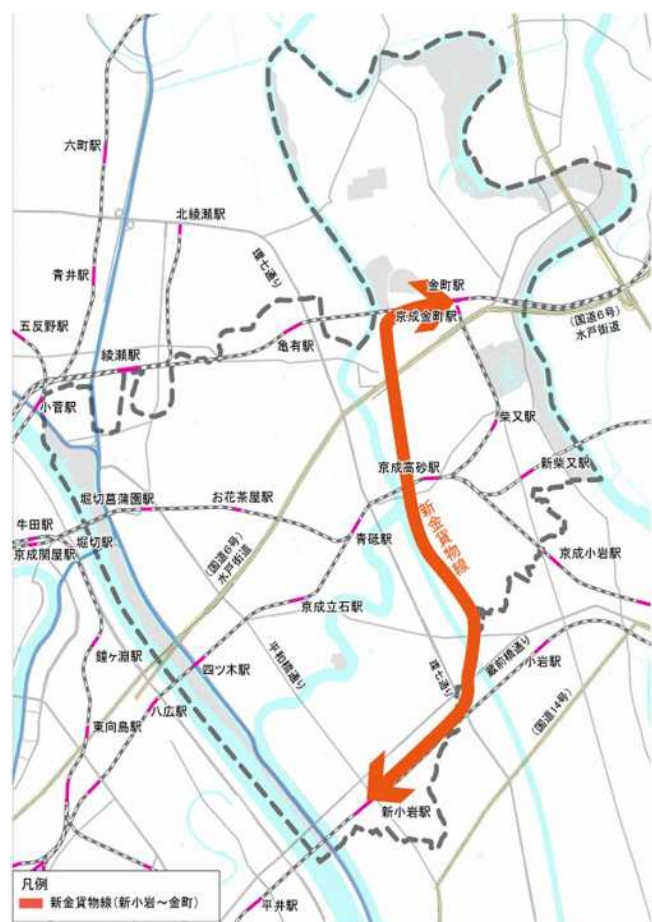 六町駅
北綾瀬駅
環七通り
青井駅
金町駅
五反野駅
京成金町駅
(国道6号)
水戸街道
綾瀬駅
亀有駅
小菅駅
柴又駅
京成高砂駅
新柴又駅
堀切菖蒲園駅
お花茶屋駅
新金貨物線
牛田駅
堀切駅
京成関屋駅
青砥駅
京成小岩駅
(国道6号)
水戸街道
京成立石駅
鐘ヶ淵駅
四ツ木駅
平和橋通り
環七通り
蔵前橋通り
小岩駅
八広駅
東向島駅
(国道14号)
新小岩駅
凡例
新金貨物線(新小岩～金町)
平井駅